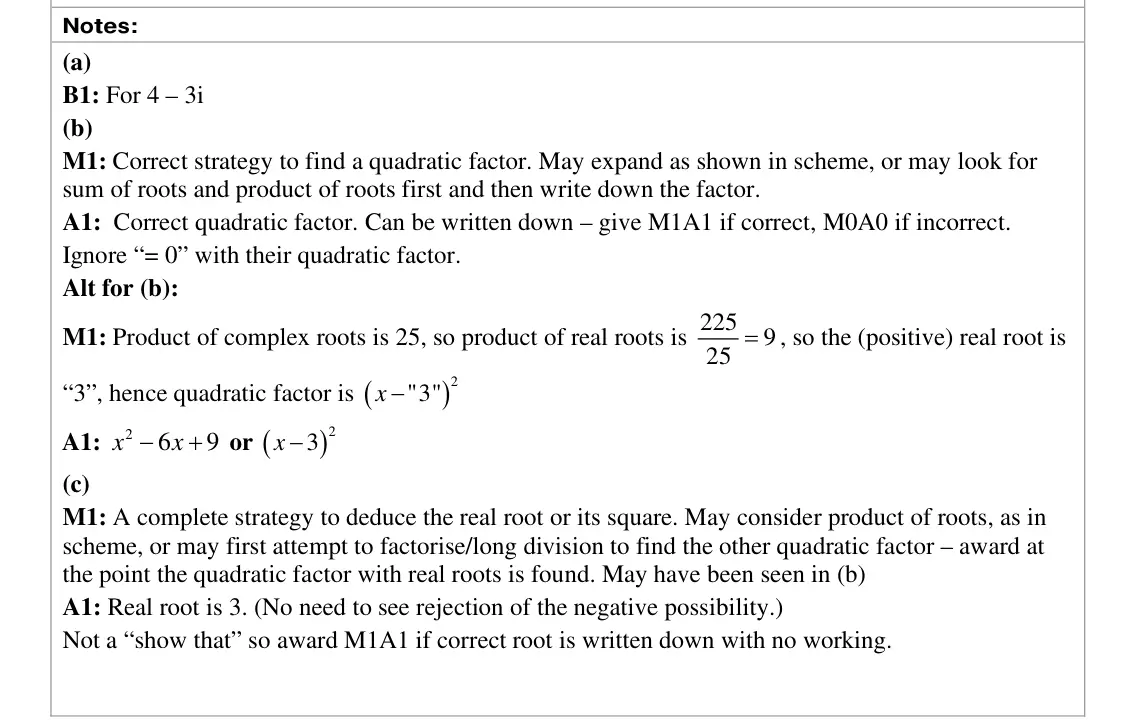 Notes:
(a)
B1: For 4 – 3i
(b)
M1: Correct strategy to find a quadratic factor. May expand as shown in scheme, or may look for
sum of roots and product of roots first and then write down the factor.
A1:  Correct quadratic factor. Can be written down – give M1A1 if correct, M0A0 if incorrect.
Ignore “= 0” with their quadratic factor.
Alt for (b):
M1: Product of complex roots is 25, so product of real roots is 225/25 = 9, so the (positive) real root is
“3”, hence quadratic factor is (x – "3")²
A1: x² – 6x + 9 or (x – 3)²
(c)
M1: A complete strategy to deduce the real root or its square. May consider product of roots, as in
scheme, or may first attempt to factorise/long division to find the other quadratic factor – award at
the point the quadratic factor with real roots is found. May have been seen in (b)
A1: Real root is 3. (No need to see rejection of the negative possibility.)
Not a “show that” so award M1A1 if correct root is written down with no working.